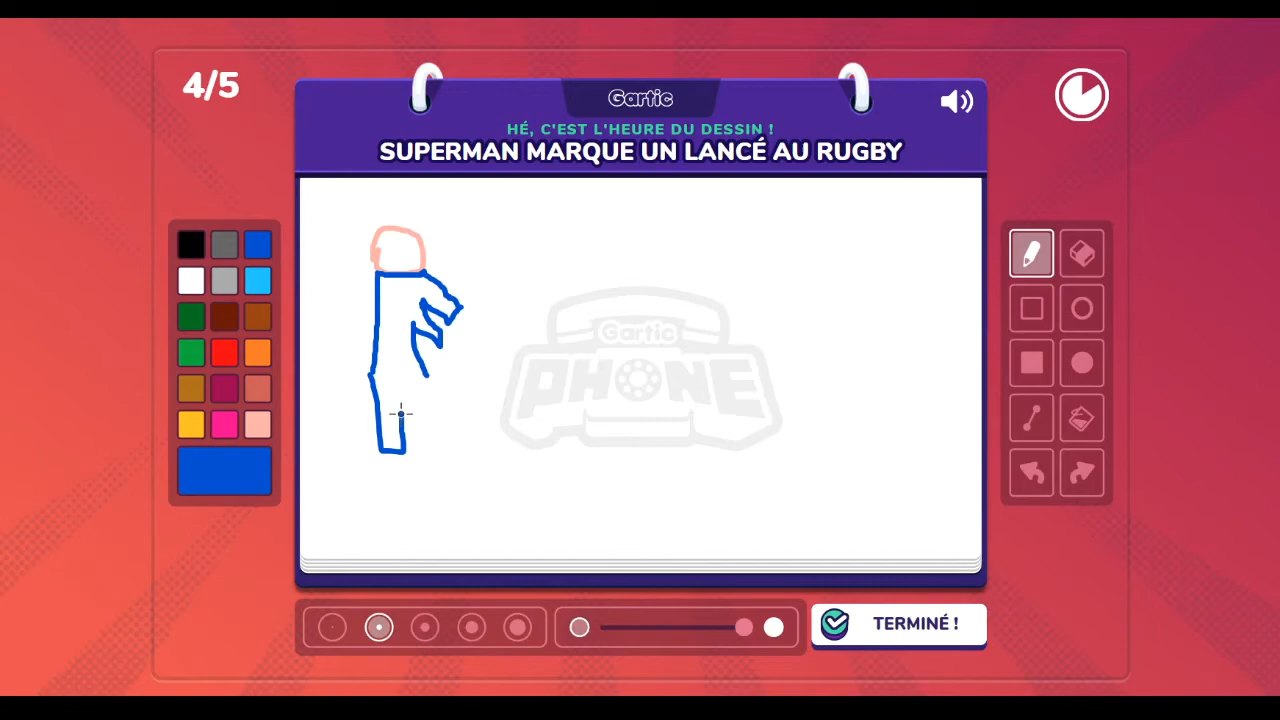 4/5
Gartic
HÉ, C'EST L'HEURE DU DESSIN !
SUPERMAN MARQUE UN LANCÉ AU RUGBY
Gartic
PHONE
TERMINÉ !